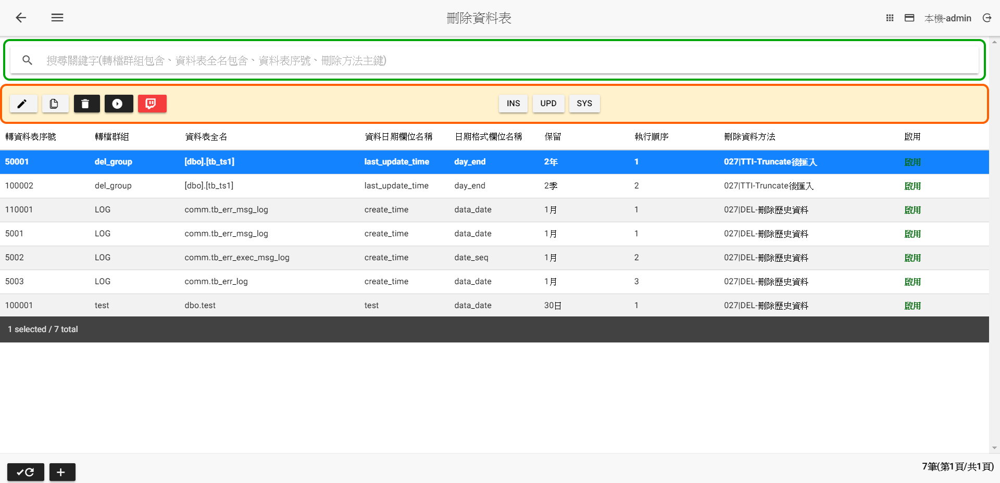 刪除資料表
本機-admin
搜尋關鍵字(轉檔群組包含、資料表全名包含、資料表序號、刪除方法主鍵)
INS UPD SYS
轉資料表序號 轉檔群組 資料表全名 資料日期欄位名稱 日期格式欄位名稱 保留 執行順序 刪除資料方法 啟用
50001 del_group [dbo].[tb_ts1] last_update_time day_end 2年 1 027|TTI-Truncate後匯入 啟用
100002 del_group [dbo].[tb_ts1] last_update_time day_end 2季 2 027|TTI-Truncate後匯入 啟用
110001 LOG comm.tb_err_msg_log create_time data_date 1月 1 027|DEL-刪除歷史資料 啟用
5001 LOG comm.tb_err_msg_log create_time data_date 1月 1 027|DEL-刪除歷史資料 啟用
5002 LOG comm.tb_err_exec_msg_log create_time date_seq 1月 2 027|DEL-刪除歷史資料 啟用
5003 LOG comm.tb_err_log create_time data_date 1月 3 027|DEL-刪除歷史資料 啟用
100001 test dbo.test test data_date 30日 1 027|DEL-刪除歷史資料 啟用
1 selected / 7 total
7筆(第1頁/共1頁)